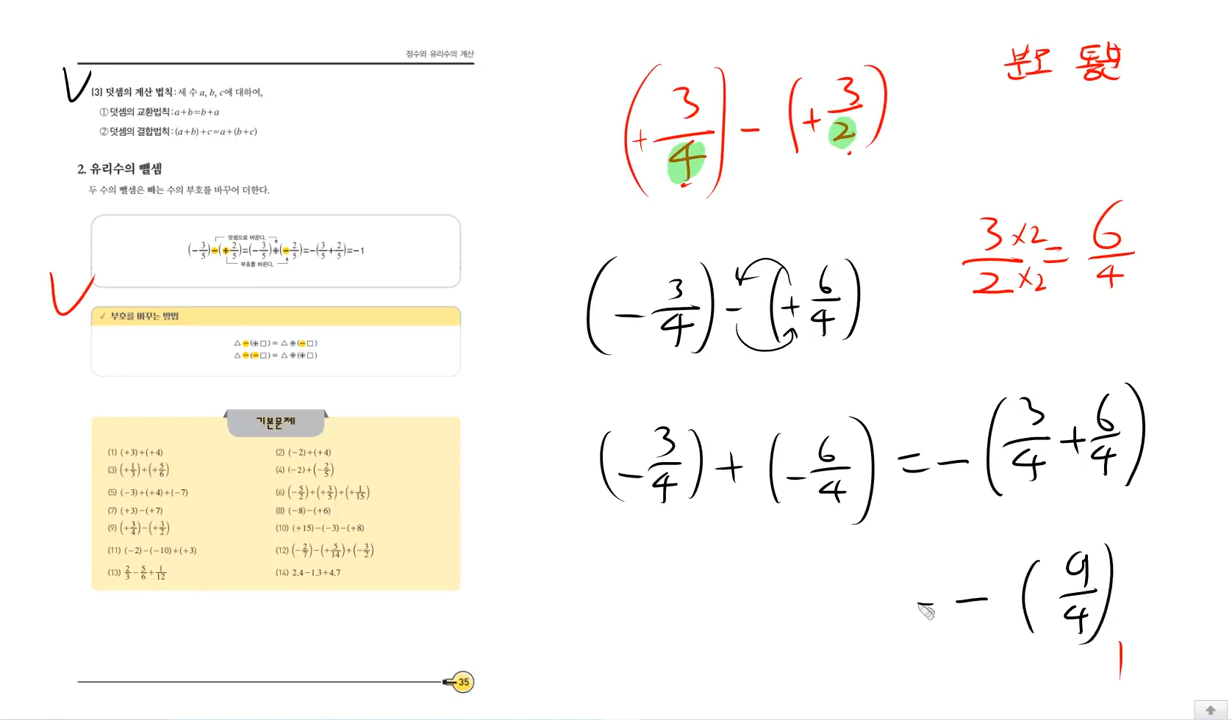 정수와 유리수의 계산
(3) 덧셈의 계산 법칙 : 세 수 a, b, c에 대하여,
① 덧셈의 교환법칙 : a+b=b+a
② 덧셈의 결합법칙 : (a+b)+c=a+(b+c)
2. 유리수의 뺄셈
두 수의 뺄셈은 빼는 수의 부호를 바꾸어 더한다.
덧셈으로 바꾼다.
(-3/5)-(+2/5)=(-3/5)+(-2/5)=-(3/5+2/5)=-1
부호를 바꾼다.
✓ 부호를 바꾸는 방법
△-(+□) = △+(-□)
△-(-□) = △+(+□)
기본문제
(1) (+3)+(+4)
(2) (-2)+(+4)
(3) (+1/3)+(+5/6)
(4) (-2)+(-2/5)
(5) (-3)+(+4)+(-7)
(6) (-5/2)+(+3/5)+(+1/15)
(7) (+3)-(+7)
(8) (-8)-(+6)
(9) (+3/4)-(+3/2)
(10) (+15)-(-3)-(+8)
(11) (-2)-(-10)+(+3)
(12) (-2/7)-(+5/14)+(-3/2)
(13) 2/3-5/6+1/12
(14) 2.4-1.3+4.7
35
분모 통분
(+3/4)-(+3/2)
3×2/2×2=6/4
(-3/4)-(+6/4)
(-3/4)+(-6/4)=-(3/4+6/4)
- -(9/4)